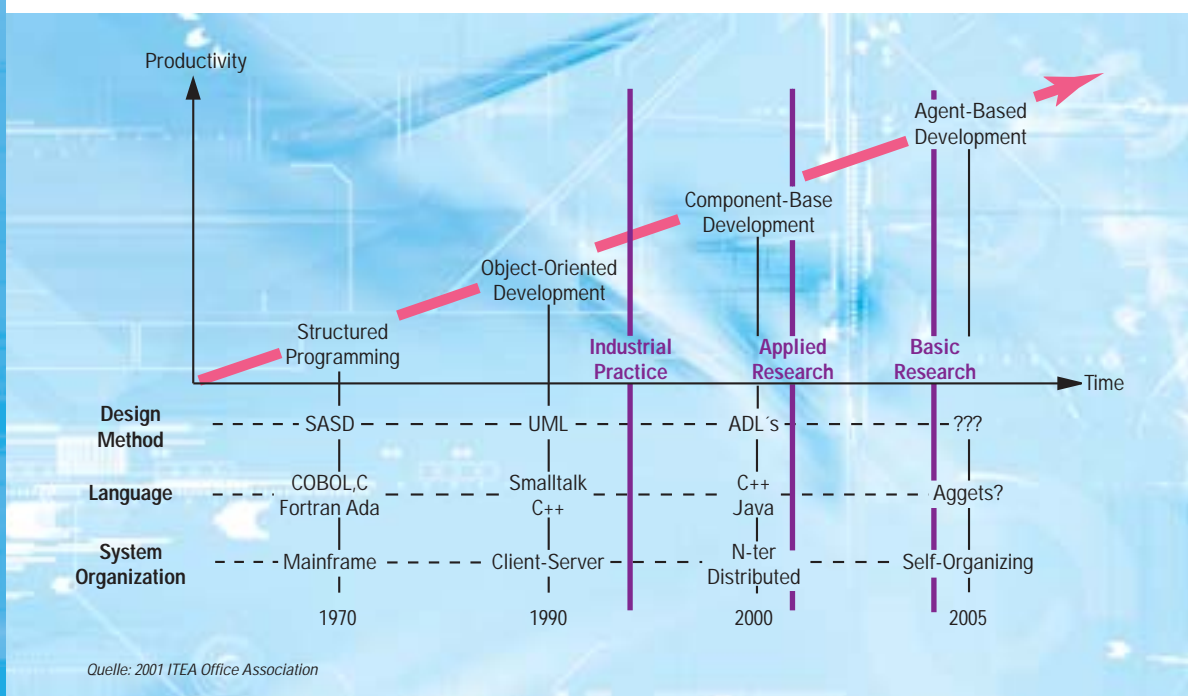 Productivity
Agent-Based
Development
Component-Base
Development
Object-Oriented
Development
Structured
Programming
Industrial
Practice
Applied
Research
Basic
Research
Time
Design
Method
SASD
UML
ADL´s
???
Language
COBOL,C
Fortran Ada
Smalltalk
C++
C++
Java
Aggets?
System
Organization
Mainframe
Client-Server
N-ter
Distributed
Self-Organizing
1970
1990
2000
2005
Quelle: 2001 ITEA Office Association